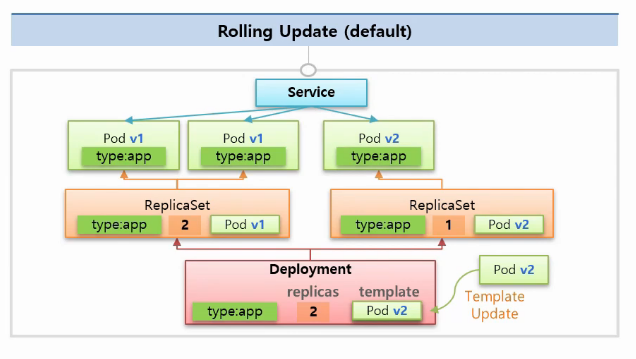 Rolling Update (default)
Service
Pod v1
type:app
Pod v1
type:app
Pod v2
type:app
ReplicaSet
type:app 2 Pod v1
ReplicaSet
type:app 1 Pod v2
Deployment
replicas template
type:app 2 Pod v2
Pod v2
Template
Update